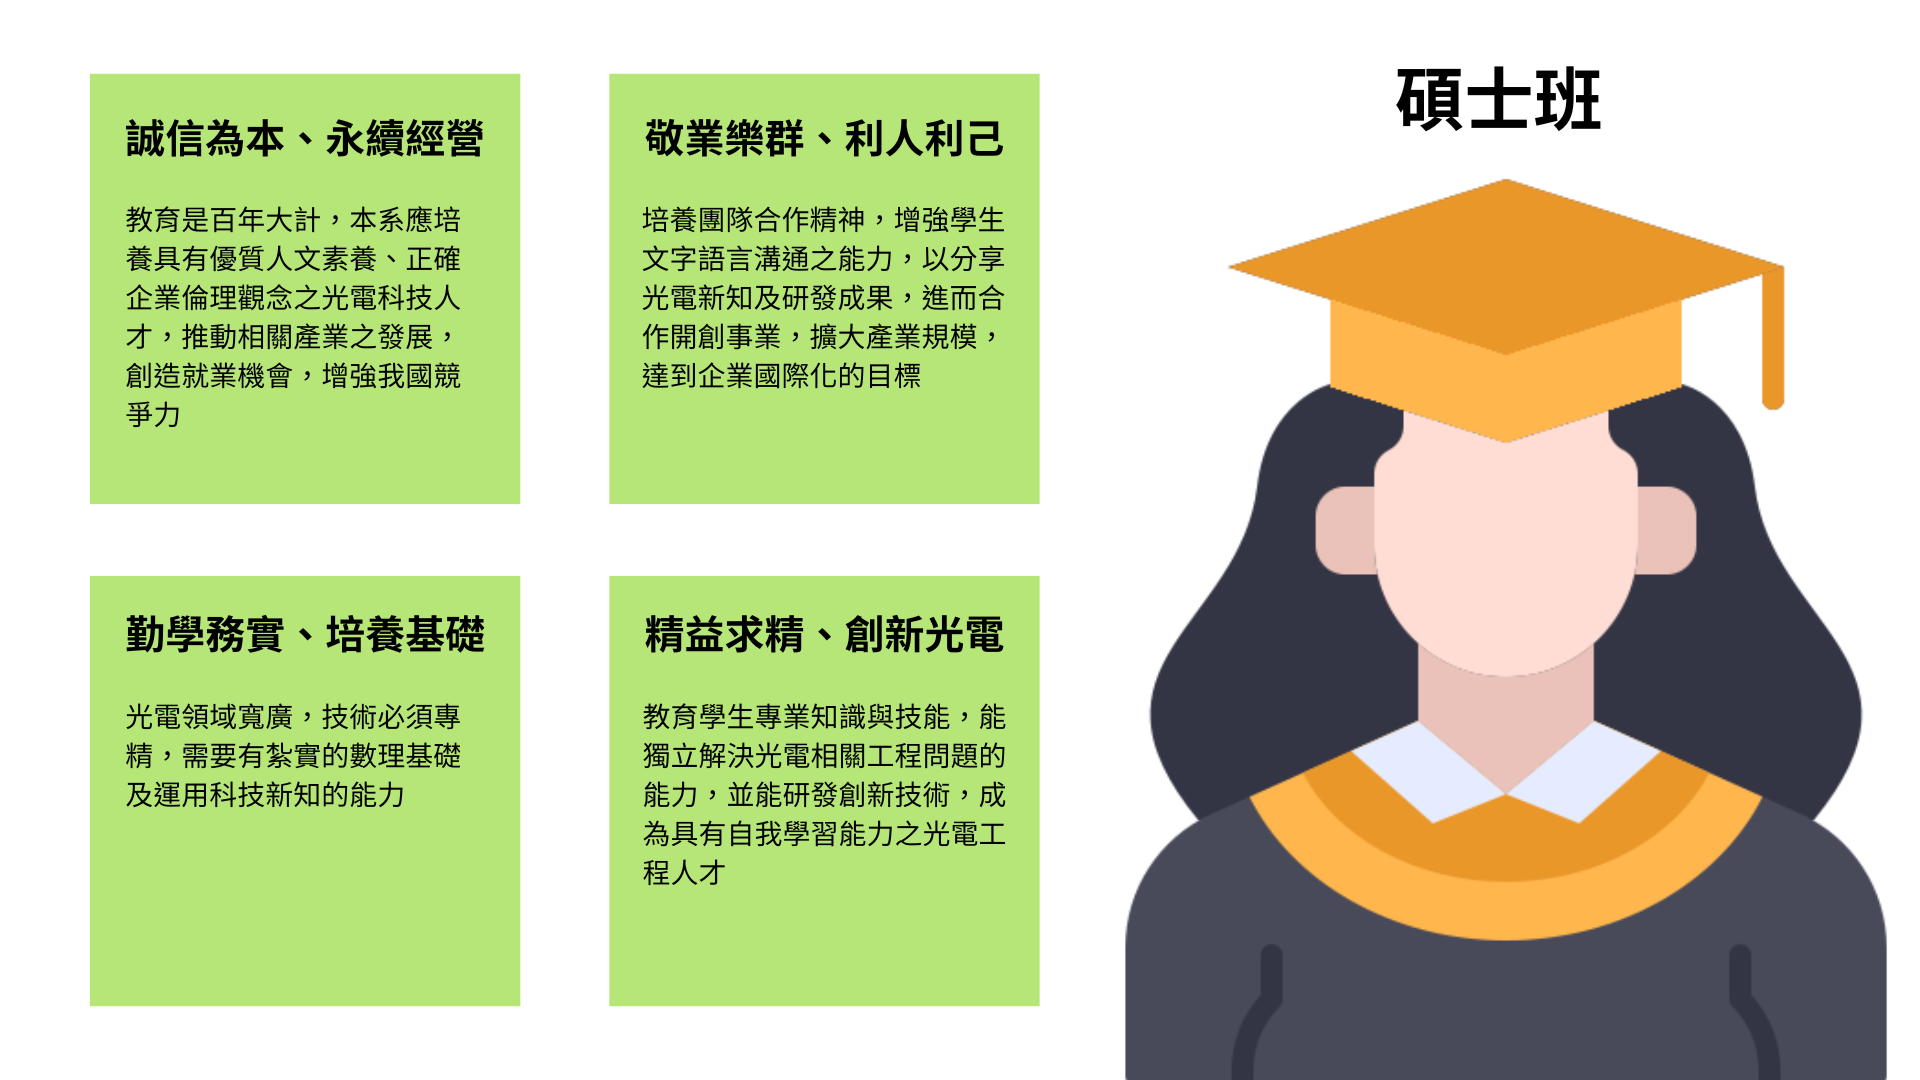 碩士班
誠信為本、永續經營
教育是百年大計，本系應培
養具有優質人文素養、正確
企業倫理觀念之光電科技人
才，推動相關產業之發展，
創造就業機會，增強我國競
爭力
敬業樂群、利人利己
培養團隊合作精神，增強學生
文字語言溝通之能力，以分享
光電新知及研發成果，進而合
作開創事業，擴大產業規模，
達到企業國際化的目標
勤學務實、培養基礎
光電領域寬廣，技術必須專
精，需要有紮實的數理基礎
及運用科技新知的能力
精益求精、創新光電
教育學生專業知識與技能，能
獨立解決光電相關工程問題的
能力，並能研發創新技術，成
為具有自我學習能力之光電工
程人才